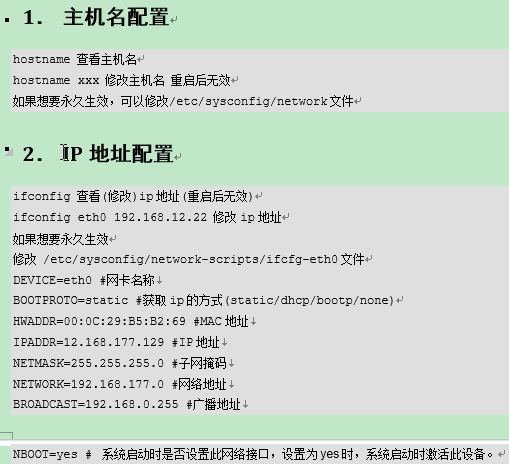 1. 主机名配置
hostname 查看主机名
hostname xxx 修改主机名 重启后无效
如果想要永久生效，可以修改/etc/sysconfig/network文件
2. IP 地址配置
ifconfig 查看(修改)ip地址(重启后无效)
ifconfig eth0 192.168.12.22 修改ip地址
如果想要永久生效
修改 /etc/sysconfig/network-scripts/ifcfg-eth0文件
DEVICE=eth0 #网卡名称
BOOTPROTO=static #获取ip的方式(static/dhcp/bootp/none)
HWADDR=00:0C:29:B5:B2:69 #MAC地址
IPADDR=12.168.177.129 #IP地址
NETMASK=255.255.255.0 #子网掩码
NETWORK=192.168.177.0 #网络地址
BROADCAST=192.168.0.255 #广播地址
NBOOT=yes # 系统启动时是否设置此网络接口，设置为yes时，系统启动时激活此设备。